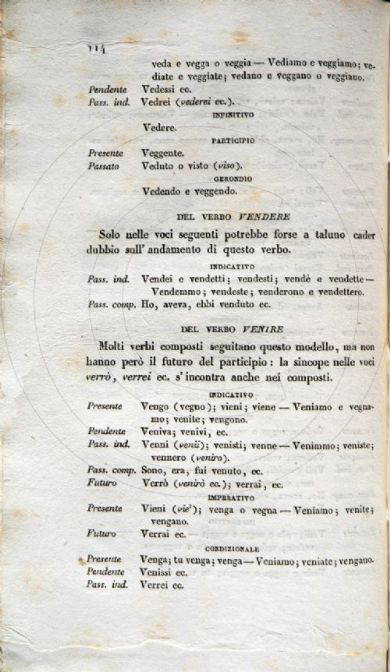 114
veda e vegga o veggia — Vediamo e veggiamo; ve-
diate e veggiate; vedano e veggano o veggiano.
Pendente Vedessi ec.
Pass. ind. Vedrei (vederei ec.).
INFINITIVO
Vedere.
PARTICIPIO
Presente Veggente.
Passato Veduto o visto (viso).
GERONDIO
Vedendo e veggendo.
DEL VERBO VENDERE
Solo nelle voci seguenti potrebbe forse a taluno cader
dubbio sull' andamento di questo verbo.
INDICATIVO
Pass. ind. Vendei e vendetti; vendesti; vendè e vendette —
Vendemmo; vendeste; venderono e vendettero.
Pass. comp. Ho, aveva, ebbi venduto ec.
DEL VERBO VENIRE
Molti verbi composti seguitano questo modello, ma non
hanno però il futuro del participio: la sincope nelle voci
verrò, verrei ec. s' incontra anche nei composti.
INDICATIVO
Presente Vengo (vegno); vieni; viene — Veniamo e vegna-
mo; venite; vengono.
Pendente Veniva; venivi, ec.
Pass. ind. Venni (venii); venisti; venne — Venimmo; veniste;
vennero (veniro).
Pass. comp. Sono, era, fui venuto, ec.
Futuro Verrò (venirò ec.); verrai, ec.
IMPERATIVO
Presente Vieni (vie'); venga o vegna — Veniamo; venite;
vengano.
Futuro Verrai ec. —
CONDIZIONALE
Presente Venga; tu venga; venga — Veniamo; veniate; vengano.
Pendente Venissi ec.
Pass. ind. Verrei ec.